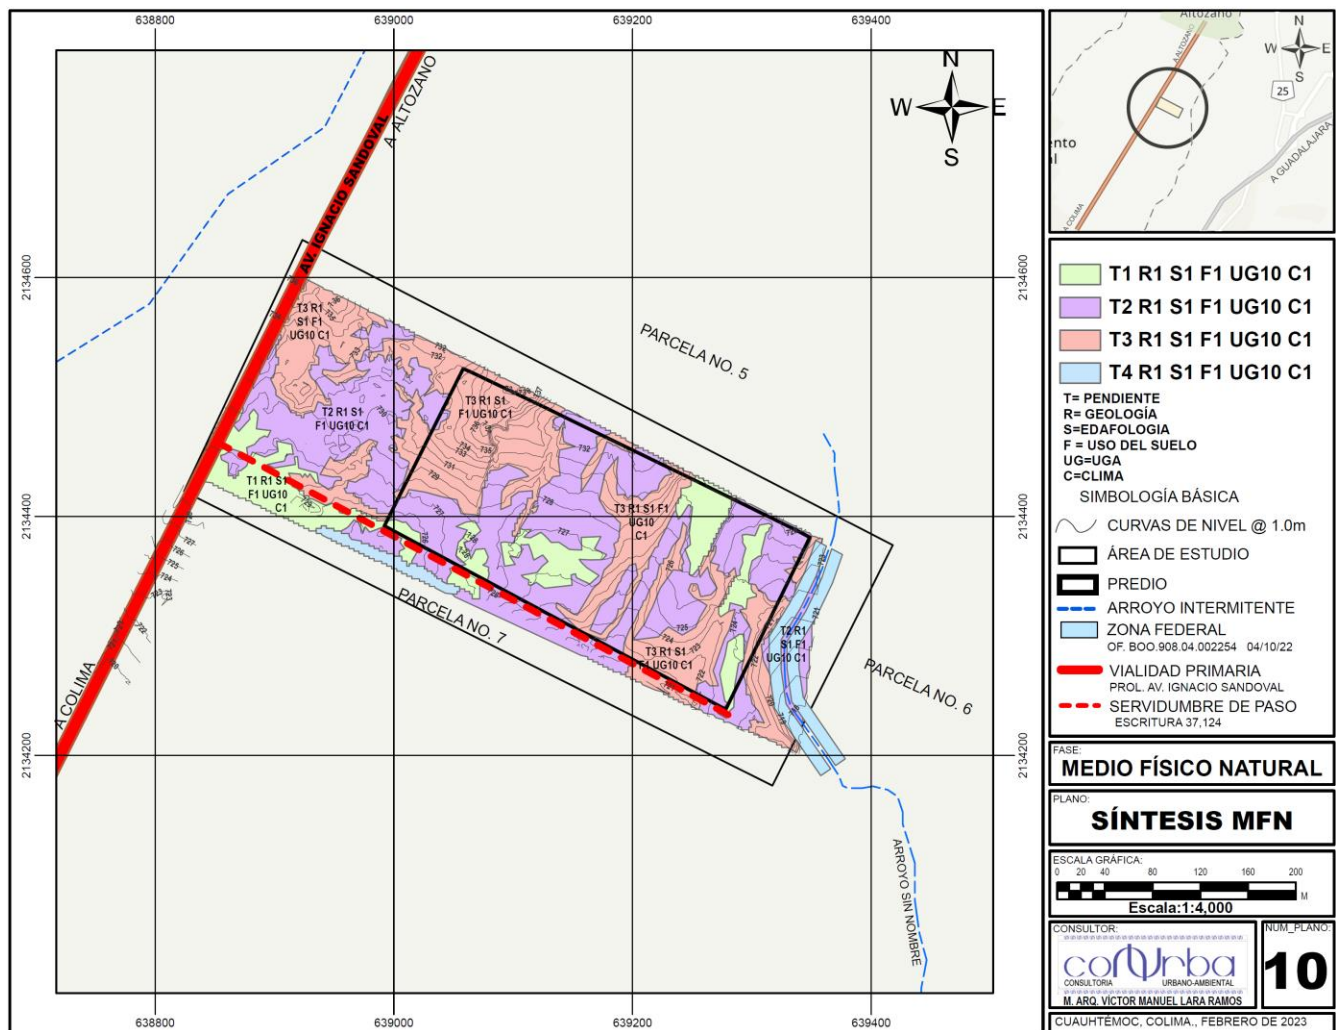 638800
639000
639200
639400
2134600
2134400
2134200
2134600
2134400
2134200
638800
639000
639200
639400
N
W E
S
AV. IGNACIO SANDOVAL
A ALTOZANO
A COLIMA
PARCELA NO. 5
PARCELA NO. 7
PARCELA NO. 6
ARROYO SIN NOMBRE
T3 R1
S1 F1
UG10 C1
T2 R1 S1
F1 UG10 C1
T1 R1 S1
F1 UG10
C1
T3 R1 S1
F1 UG10 C1
T3 R1 S1 F1
UG10
C1
T3 R1 S1
F1 UG10 C1
T2 R1
S1 F1
UG10 C1
Altozano
A ALTOZANO
N
W E
S
25
A GUADALAJARA
A COLIMA
T1 R1 S1 F1 UG10 C1
T2 R1 S1 F1 UG10 C1
T3 R1 S1 F1 UG10 C1
T4 R1 S1 F1 UG10 C1
T= PENDIENTE
R= GEOLOGÍA
S=EDAFOLOGIA
F = USO DEL SUELO
UG=UGA
C=CLIMA
SIMBOLOGÍA BÁSICA
CURVAS DE NIVEL @ 1.0m
ÁREA DE ESTUDIO
PREDIO
ARROYO INTERMITENTE
ZONA FEDERAL
OF. BOO.908.04.002254 04/10/22
VIALIDAD PRIMARIA
PROL. AV. IGNACIO SANDOVAL
SERVIDUMBRE DE PASO
ESCRITURA 37,124
FASE:
MEDIO FÍSICO NATURAL
PLANO:
SÍNTESIS MFN
ESCALA GRÁFICA:
0 20 40 80 120 160 200
M
Escala:1:4,000
CONSULTOR:
conUrba
CONSULTORIA URBANO-AMBIENTAL
M. ARQ. VÍCTOR MANUEL LARA RAMOS
NUM_PLANO:
10
CUAUHTÉMOC, COLIMA., FEBRERO DE 2023